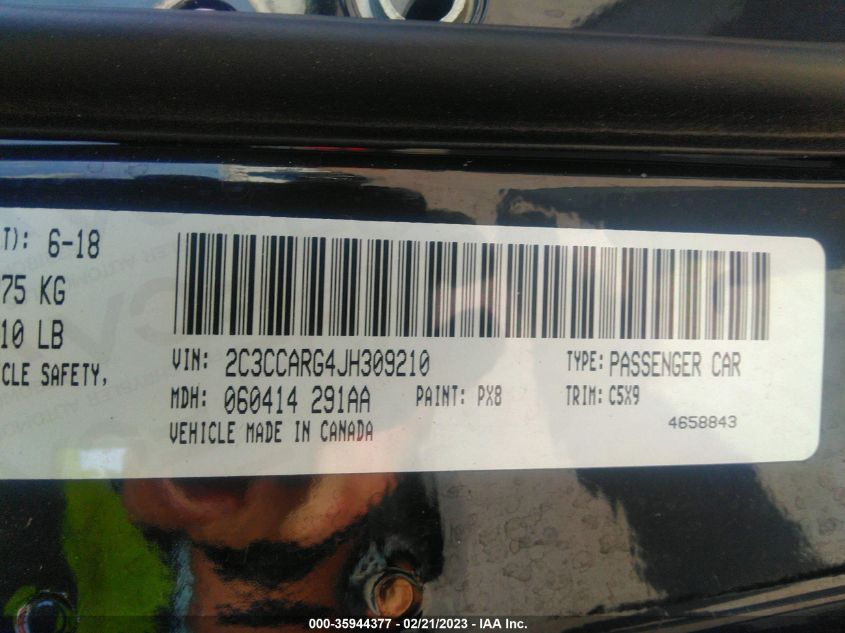 T): 6-18
75 KG
10 LB
CLE SAFETY,
VIN: 2C3CCARG4JH309210 TYPE: PASSENGER CAR
MDH: 060414 291AA PAINT: PX8 TRIM: C5X9
VEHICLE MADE IN CANADA 4658843
000-35944377 - 02/21/2023 - IAA Inc.